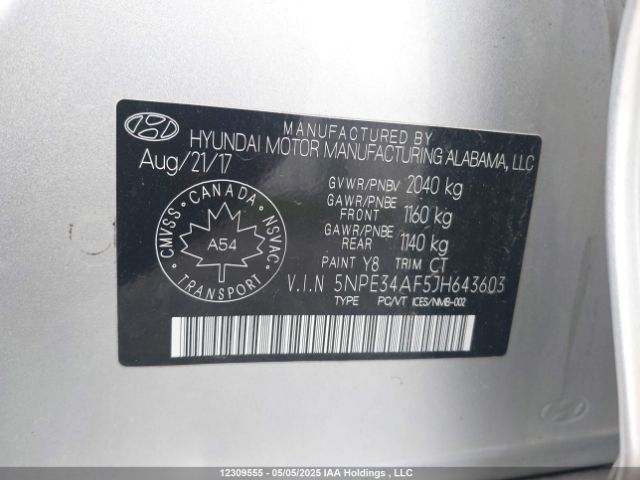 MANUFACTURED BY
HYUNDAI MOTOR MANUFACTURING ALABAMA, LLC
Aug/21/17
GVWR/PNBV 2040 kg
GAWR/PNBE
FRONT 1160 kg
GAWR/PNBE
REAR 1140 kg
PAINT Y8 TRIM CT
V.I.N 5NPE34AF5JH643603
TYPE PC/VT ICES/NMB-002
CANADA
CMVSS
NSVAC
A54
TRANSPORT
12309555 - 05/05/2025 IAA Holdings , LLC